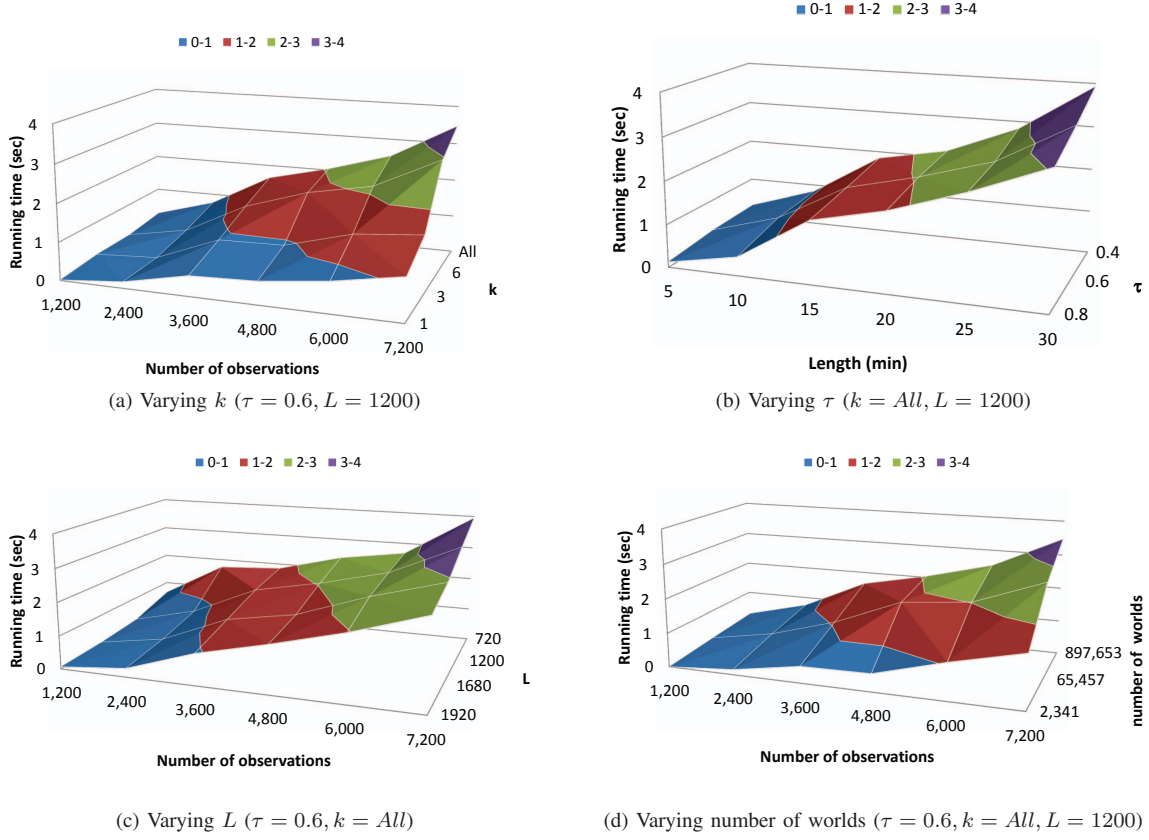 0-1 1-2 2-3 3-4
Running time (sec)
4
3
2
1
0
1,200
2,400
3,600
4,800
6,000
7,200
All
6
3
1
k
Number of observations
(a) Varying k (τ = 0.6, L = 1200)
0-1 1-2 2-3 3-4
Running time (sec)
4
3
2
1
0
5
10
15
20
25
30
0.4
0.6
0.8
τ
Length (min)
(b) Varying τ (k = All, L = 1200)
0-1 1-2 2-3 3-4
Running time (sec)
4
3
2
1
0
1,200
2,400
3,600
4,800
6,000
7,200
720
1200
1680
1920
L
Number of observations
(c) Varying L (τ = 0.6, k = All)
0-1 1-2 2-3 3-4
Running time (sec)
4
3
2
1
0
1,200
2,400
3,600
4,800
6,000
7,200
897,653
65,457
2,341
number of worlds
Number of observations
(d) Varying number of worlds (τ = 0.6, k = All, L = 1200)